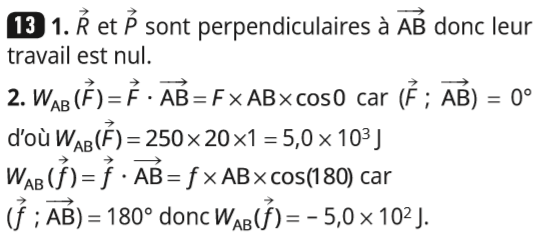 13 1. R⃗ et P⃗ sont perpendiculaires à AB⃗ donc leur
travail est nul.
2. W_AB(F⃗) = F⃗ · AB⃗ = F × AB × cos0 car (F⃗ ; AB⃗) = 0°
d'où W_AB(F⃗) = 250 × 20 × 1 = 5,0 × 10³ J
W_AB(f⃗) = f⃗ · AB⃗ = f × AB × cos(180) car
(f⃗ ; AB⃗) = 180° donc W_AB(f⃗) = – 5,0 × 10² J.